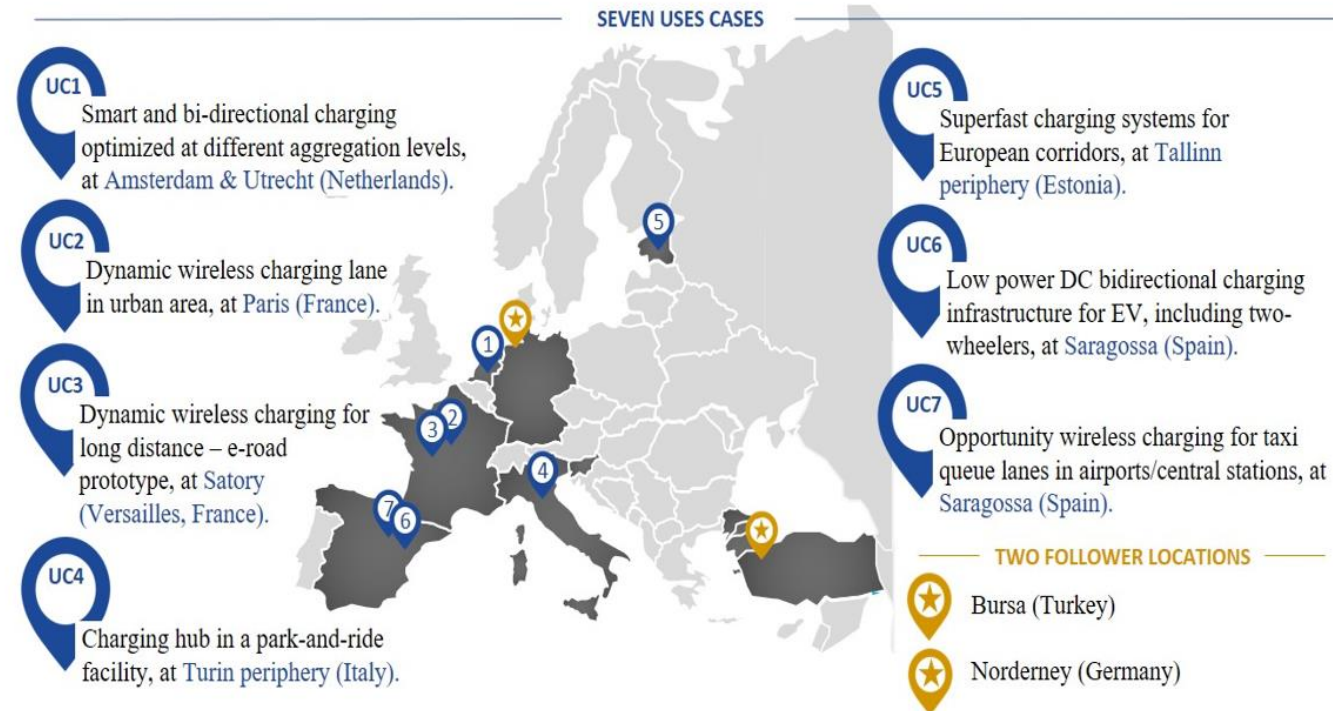 SEVEN USES CASES
UC1
Smart and bi-directional charging
optimized at different aggregation levels,
at Amsterdam & Utrecht (Netherlands).
UC2
Dynamic wireless charging lane
in urban area, at Paris (France).
UC3
Dynamic wireless charging for
long distance – e-road
prototype, at Satory
(Versailles, France).
UC4
Charging hub in a park-and-ride
facility, at Turin periphery (Italy).
5
1
2
3
4
7
6
UC5
Superfast charging systems for
European corridors, at Tallinn
periphery (Estonia).
UC6
Low power DC bidirectional charging
infrastructure for EV, including two-
wheelers, at Saragossa (Spain).
UC7
Opportunity wireless charging for taxi
queue lanes in airports/central stations, at
Saragossa (Spain).
TWO FOLLOWER LOCATIONS
Bursa (Turkey)
Norderney (Germany)